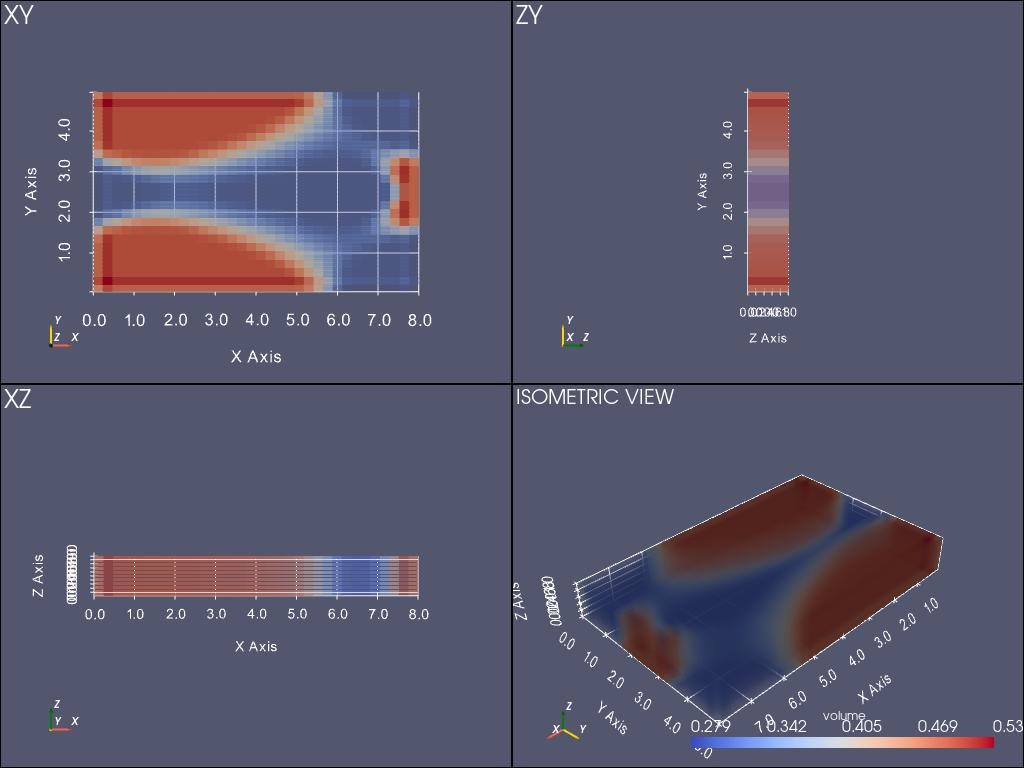 XY
Y Axis
4.0
3.0
2.0
1.0
0.0 1.0 2.0 3.0 4.0 5.0 6.0 7.0 8.0
X Axis
Y
Z X
ZY
Y Axis
4.0
3.0
2.0
1.0
Z Axis
Y
X Z
XZ
Z Axis
0.0 1.0 2.0 3.0 4.0 5.0 6.0 7.0 8.0
X Axis
Z
Y X
ISOMETRIC VIEW
Z Axis
0.0 1.0 2.0 3.0 4.0
Y Axis
1.0 2.0 3.0 4.0 5.0 6.0 7.0
X Axis
Z
X Y
volume
0.279 0.342 0.405 0.469 0.53